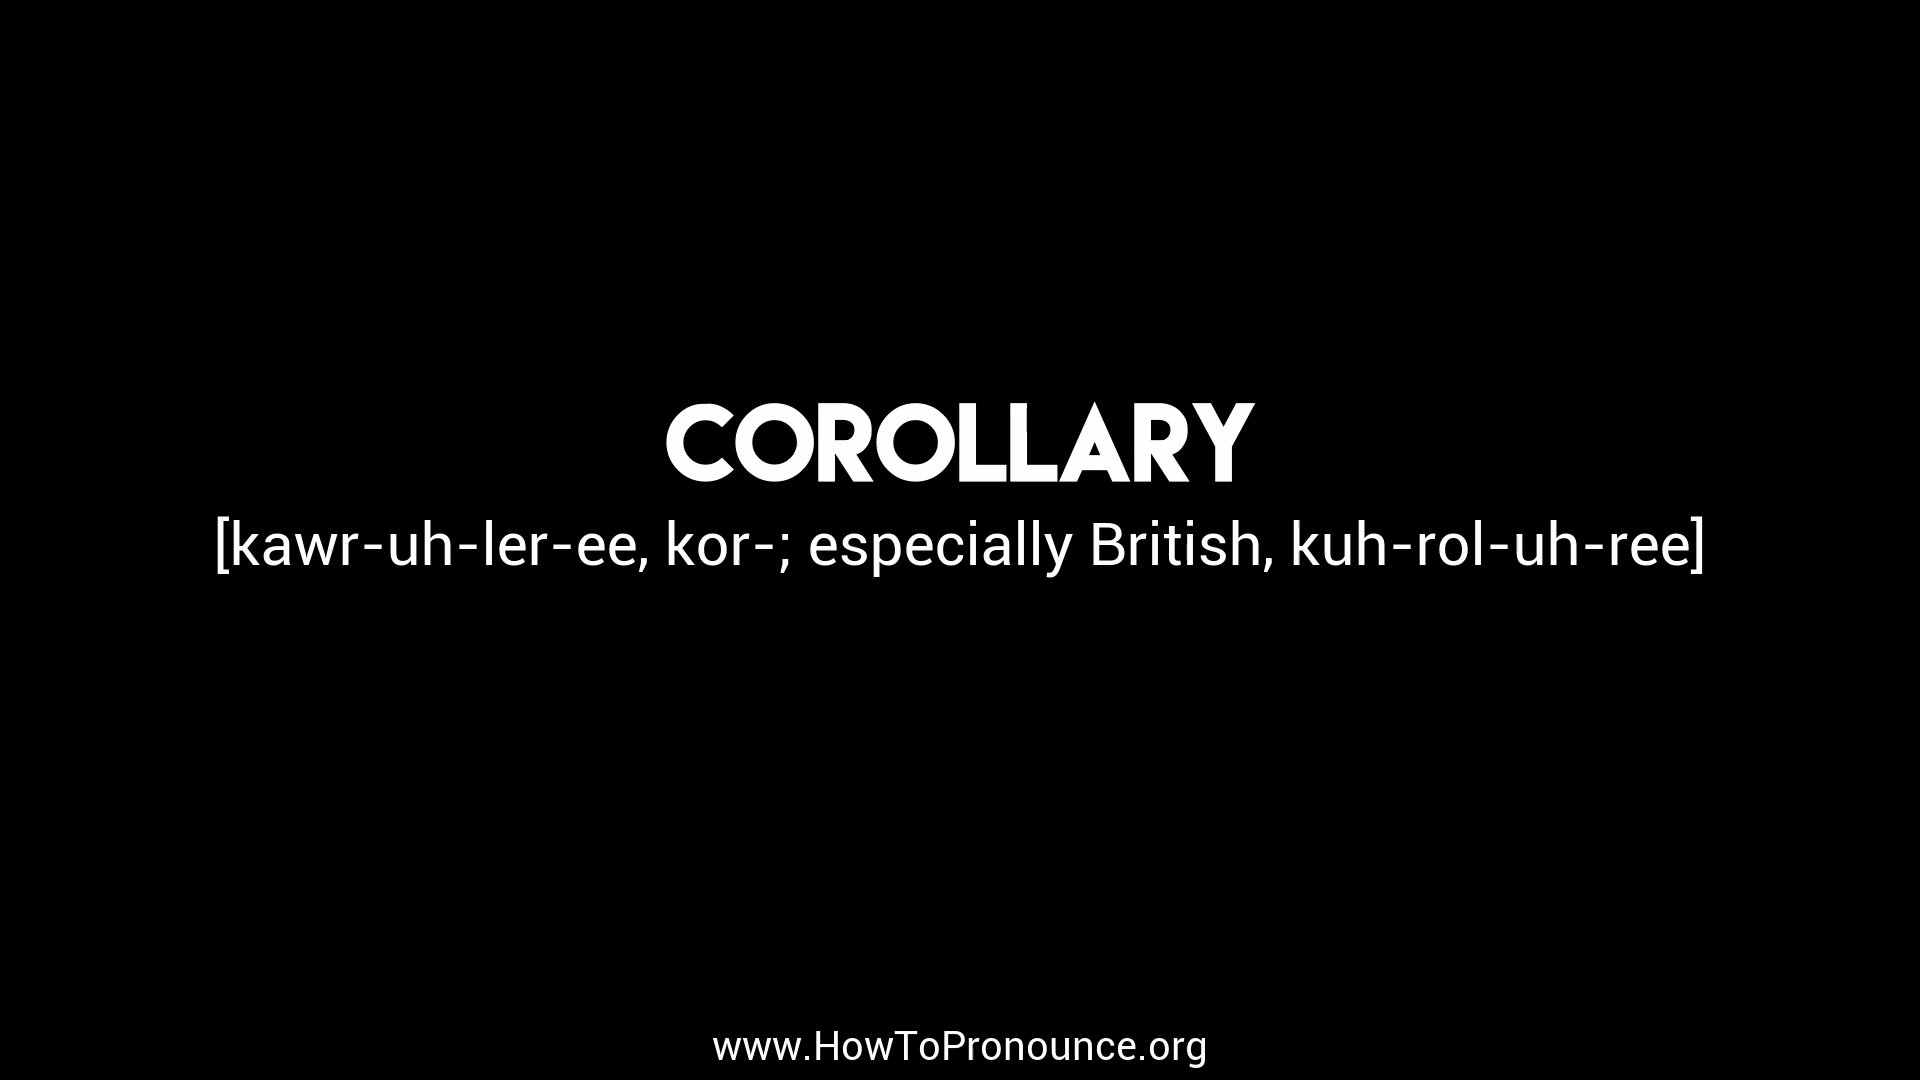 COROLLARY
[kawr-uh-ler-ee, kor-; especially British, kuh-rol-uh-ree]
www.HowToPronounce.org